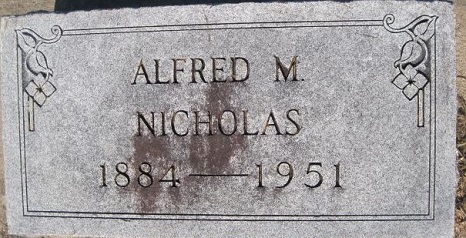 ALFRED M.
NICHOLAS
1884—1951